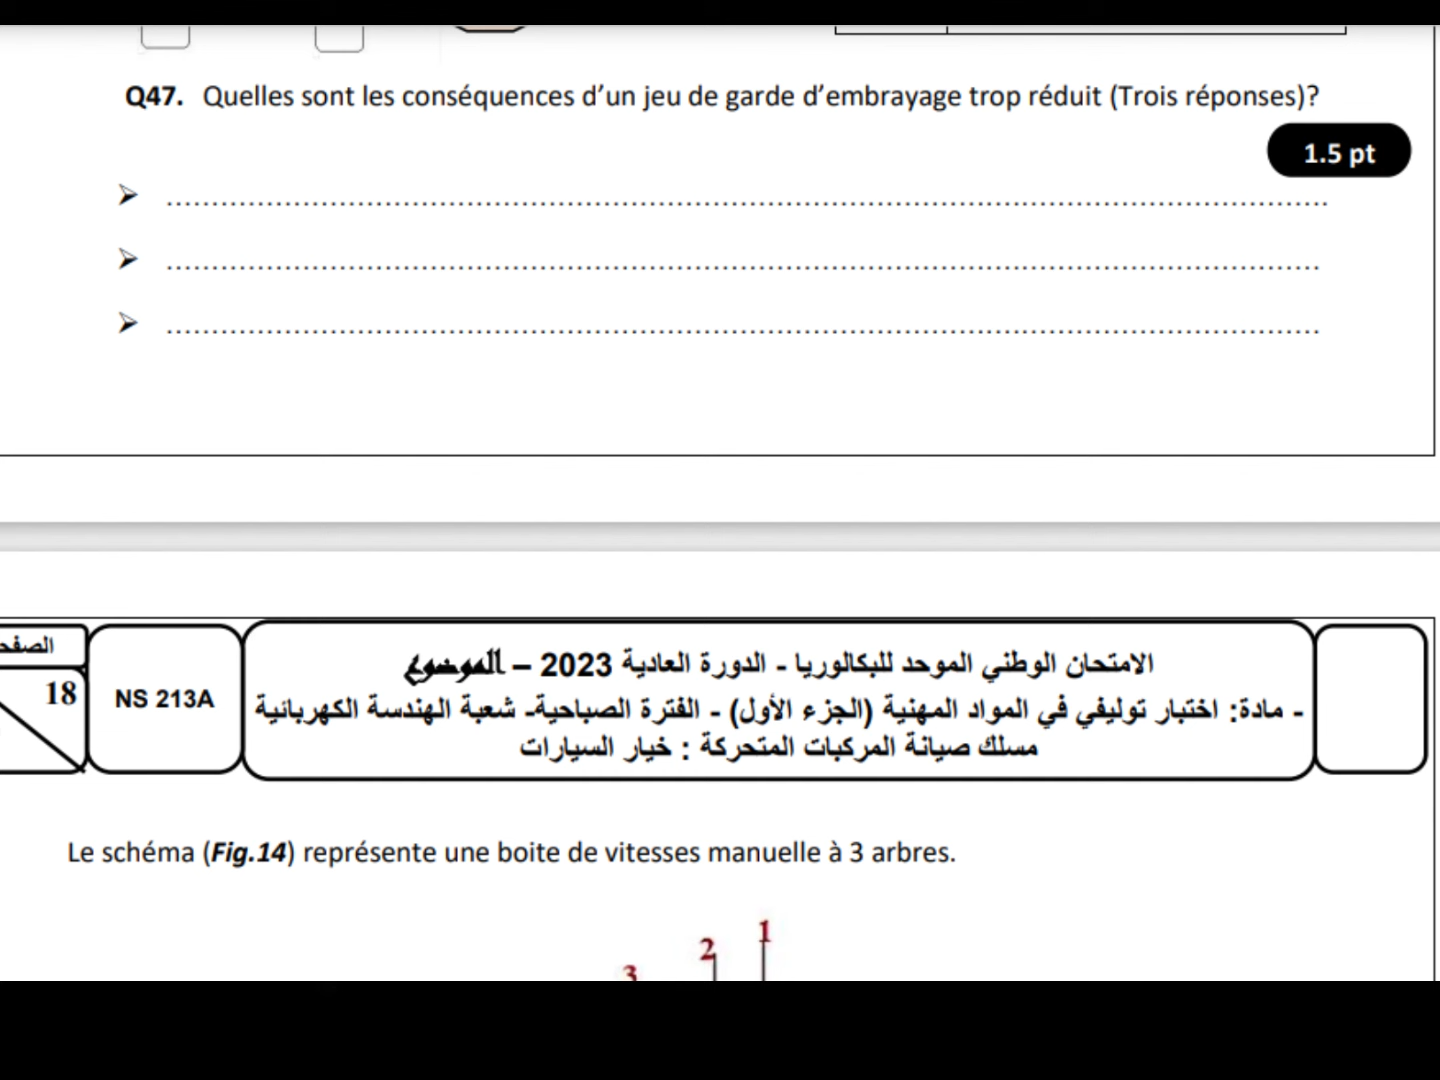 Q47. Quelles sont les conséquences d’un jeu de garde d’embrayage trop réduit (Trois réponses)?
1.5 pt
➢ ....................................................................................................
➢ ....................................................................................................
➢ ....................................................................................................
الامتحان الوطني الموحد للبكالوريا - الدورة العادية 2023 – الموضوع
- مادة: اختبار توليفي في المواد المهنية (الجزء الأول) - الفترة الصباحية- شعبة الهندسة الكهربائية
مسلك صيانة المركبات المتحركة : خيار السيارات
NS 213A
18
Le schéma (Fig.14) représente une boite de vitesses manuelle à 3 arbres.
1
2
3